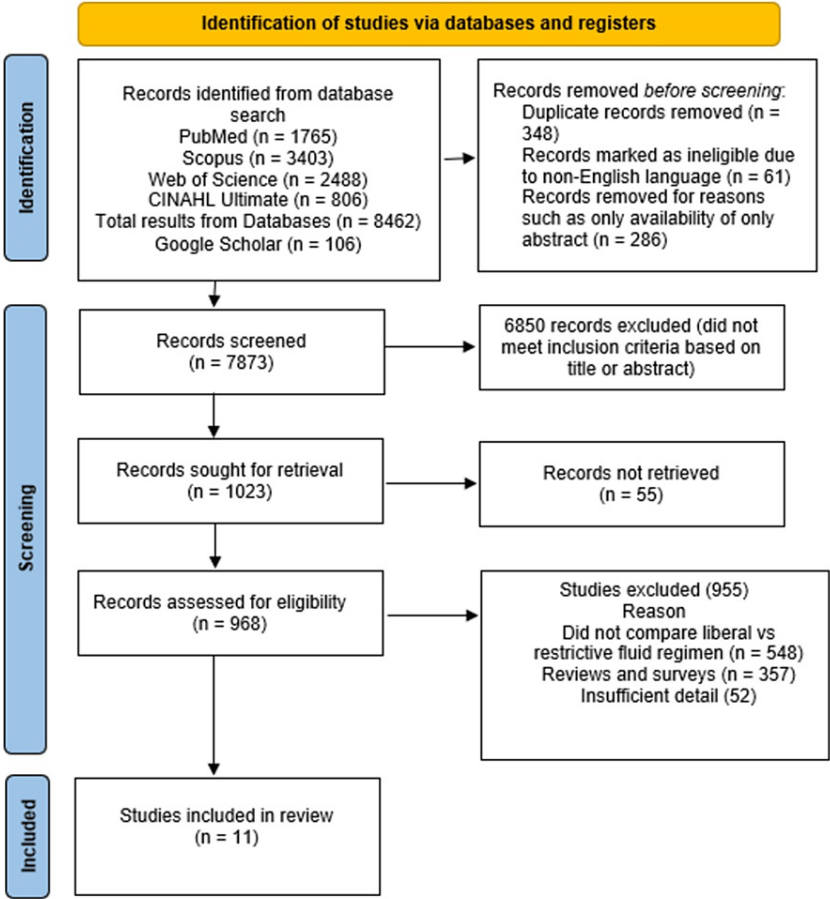 Identification of studies via databases and registers
Identification
Records identified from database
search
PubMed (n = 1765)
Scopus (n = 3403)
Web of Science (n = 2488)
CINAHL Ultimate (n = 806)
Total results from Databases (n = 8462)
Google Scholar (n = 106)
Records removed before screening:
Duplicate records removed (n =
348)
Records marked as ineligible due
to non-English language (n = 61)
Records removed for reasons
such as only availability of only
abstract (n = 286)
Screening
Records screened
(n = 7873)
6850 records excluded (did not
meet inclusion criteria based on
title or abstract)
Records sought for retrieval
(n = 1023)
Records not retrieved
(n = 55)
Records assessed for eligibility
(n = 968)
Studies excluded (955)
Reason
Did not compare liberal vs
restrictive fluid regimen (n = 548)
Reviews and surveys (n = 357)
Insufficient detail (52)
Included
Studies included in review
(n = 11)